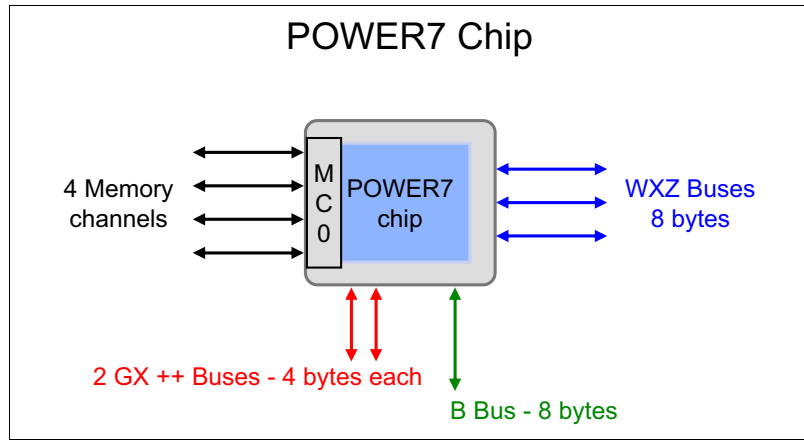 POWER7 Chip
4 Memory
channels
M
C
0
POWER7
chip
WXZ Buses
8 bytes
2 GX ++ Buses - 4 bytes each
B Bus - 8 bytes